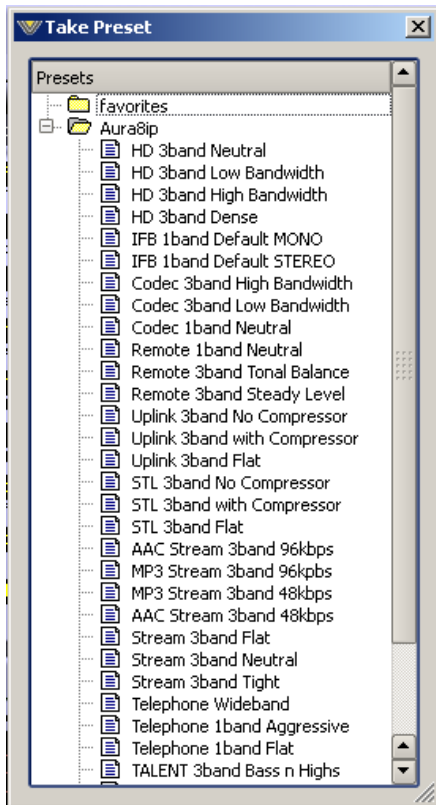 Take Preset
Presets
favorites
Aura8ip
HD 3band Neutral
HD 3band Low Bandwidth
HD 3band High Bandwidth
HD 3band Dense
IFB 1band Default MONO
IFB 1band Default STEREO
Codec 3band High Bandwidth
Codec 3band Low Bandwidth
Codec 1band Neutral
Remote 1band Neutral
Remote 3band Tonal Balance
Remote 3band Steady Level
Uplink 3band No Compressor
Uplink 3band with Compressor
Uplink 3band Flat
STL 3band No Compressor
STL 3band with Compressor
STL 3band Flat
AAC Stream 3band 96kbps
MP3 Stream 3band 96kpbs
MP3 Stream 3band 48kbps
AAC Stream 3band 48kbps
Stream 3band Flat
Stream 3band Neutral
Stream 3band Tight
Telephone Wideband
Telephone 1band Aggressive
Telephone 1band Flat
TALENT 3band Bass n Highs